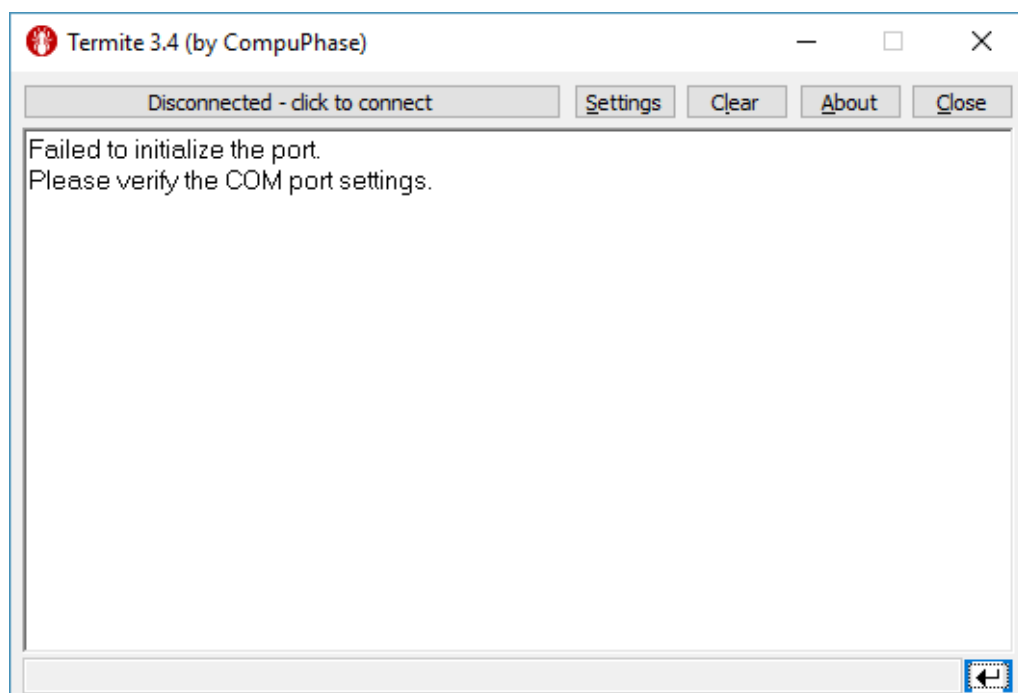 Termite 3.4 (by CompuPhase)
Disconnected - click to connect Settings Clear About Close
Failed to initialize the port.
Please verify the COM port settings.